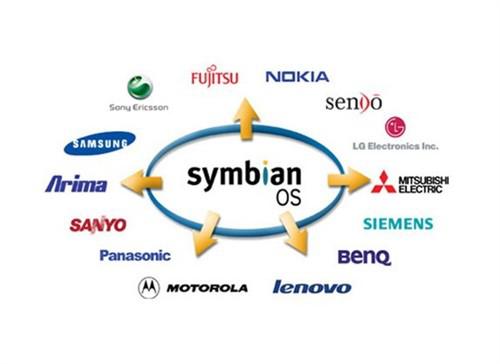 FUJITSU
NOKIA
Sony Ericsson
sendo
SAMSUNG
LG Electronics Inc.
symbian
OS
Arima
MITSUBISHI
ELECTRIC
SANYO
SIEMENS
Panasonic
BenQ
MOTOROLA
lenovo